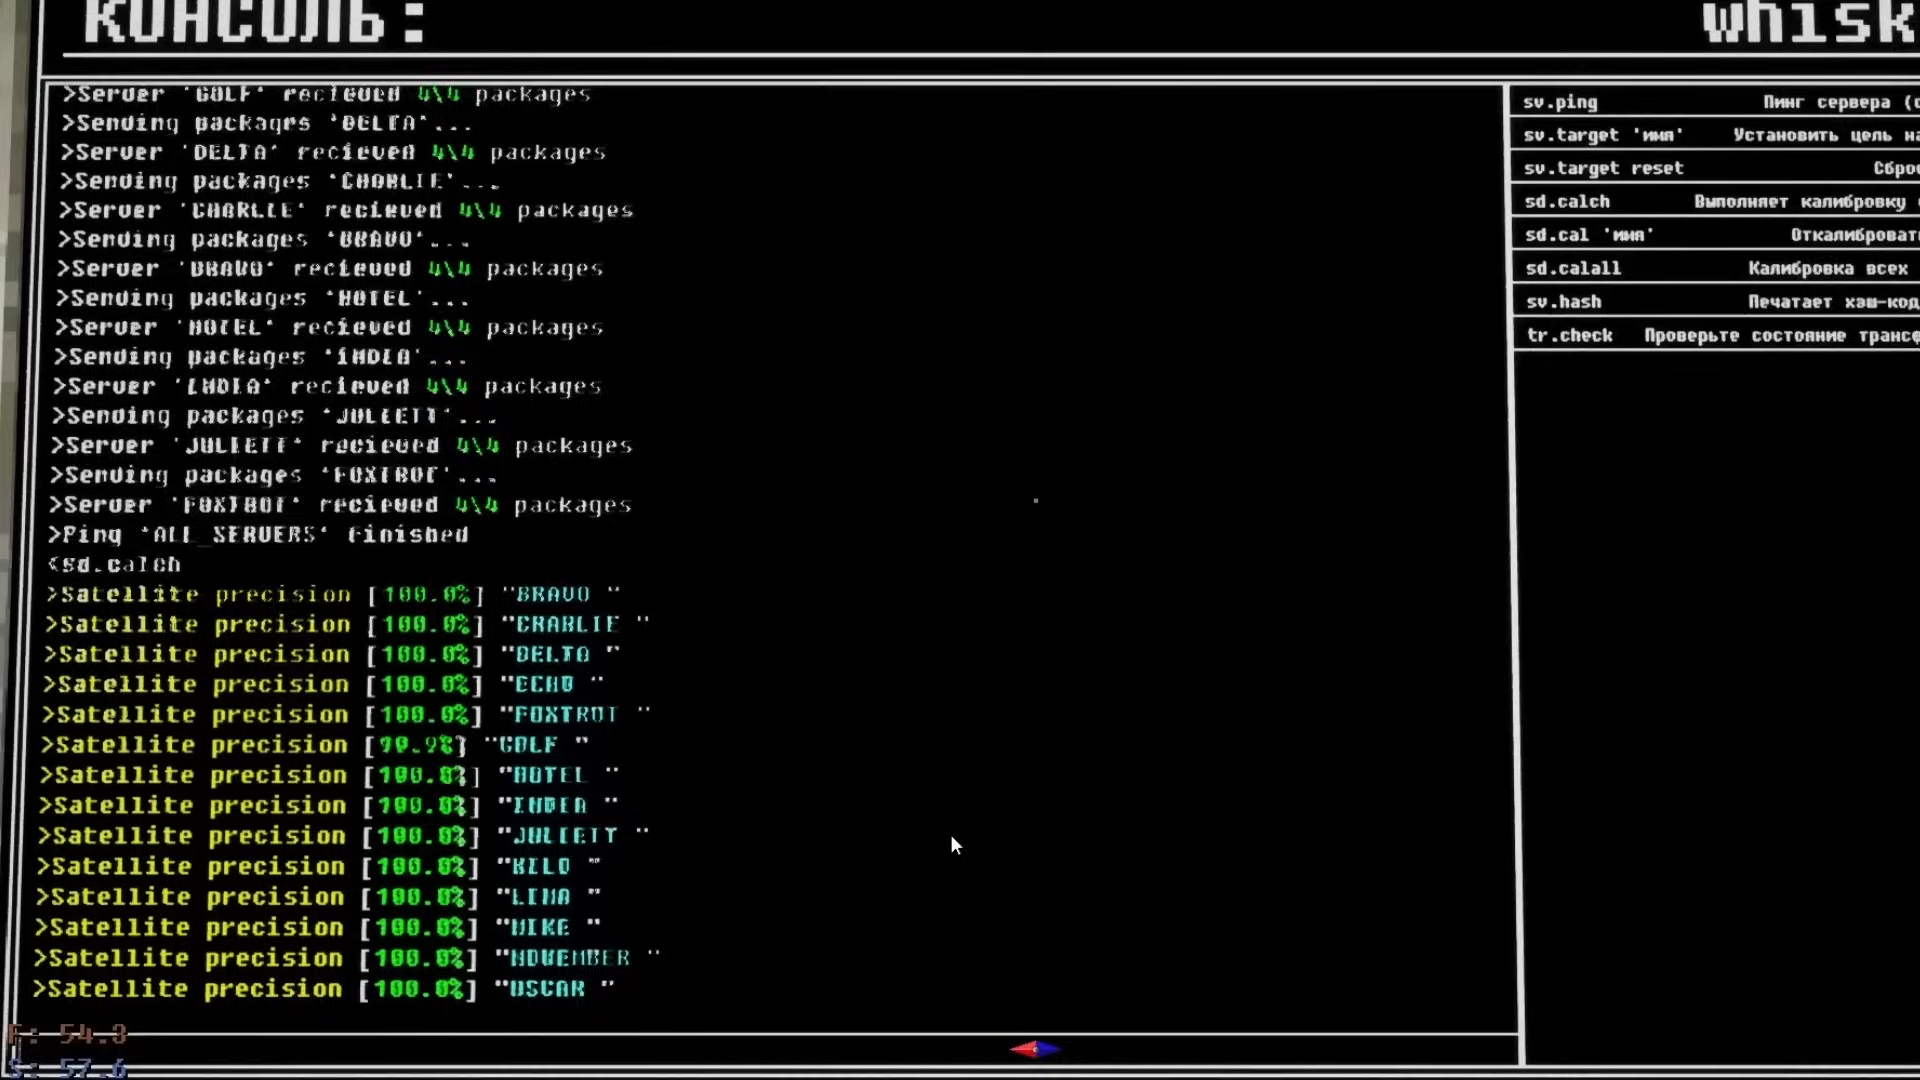 КОНСОЛЬ:
whisk
>Server 'GOLF' recieved 4\4 packages
>Sending packages 'DELTA'...
>Server 'DELTA' recieved 4\4 packages
>Sending packages 'CHARLIE'...
>Server 'CHARLIE' recieved 4\4 packages
>Sending packages 'BRAVO'...
>Server 'BRAVO' recieved 4\4 packages
>Sending packages 'HOTEL'...
>Server 'HOTEL' recieved 4\4 packages
>Sending packages 'INDIA'...
>Server 'INDIA' recieved 4\4 packages
>Sending packages 'JULIETT'...
>Server 'JULIETT' recieved 4\4 packages
>Sending packages 'FOXTROT'...
>Server 'FOXTROT' recieved 4\4 packages
>Ping 'ALL_SERVERS' finished
<sd.calch
>Satellite precision [100.0%] "BRAVO "
>Satellite precision [100.0%] "CHARLIE "
>Satellite precision [100.0%] "DELTA "
>Satellite precision [100.0%] "ECHO "
>Satellite precision [100.0%] "FOXTROT "
>Satellite precision "GOLF "
>Satellite precision [100.0%] "HOTEL "
>Satellite precision [100.0%] "INDIA "
>Satellite precision [100.0%] "JULIETT "
>Satellite precision [100.0%] "KILO "
>Satellite precision [100.0%] "LIMA "
>Satellite precision [100.0%] "MIKE "
>Satellite precision [100.0%] "NOVEMBER "
>Satellite precision [100.0%] "OSCAR "
sv.ping Пинг сервера (
sv.target 'имя' Установить цель на
sv.target reset Сброс
sd.calch Выполняет калибровку
sd.cal 'имя' Откалибровать
sd.calall Калибровка всех
sv.hash Печатает хэш-код
tr.check Проверьте состояние трансф
F: 54.8
S: 57.6